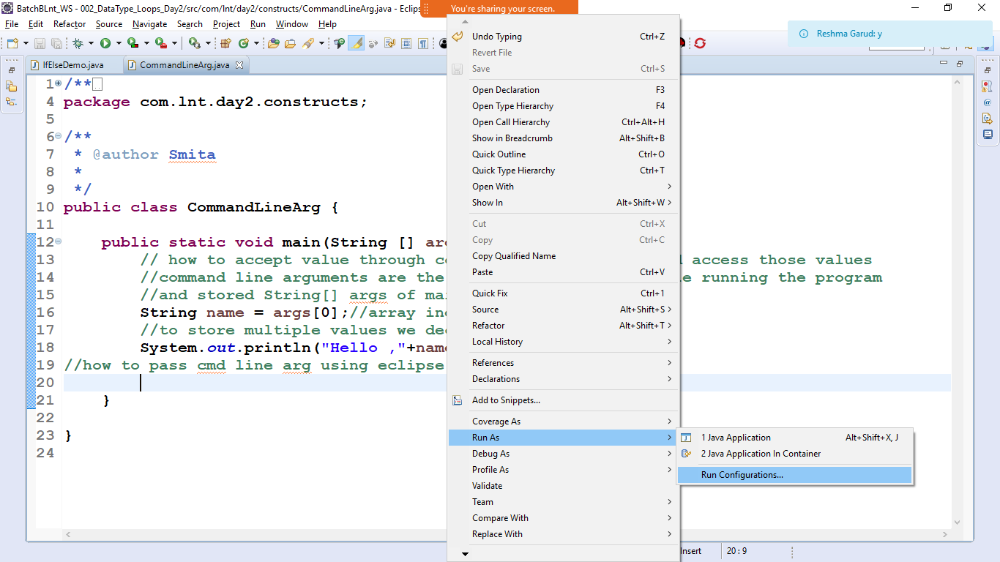 BatchBLnt_WS - 002_DataType_Loops_Day2/src/com/lnt/day2/constructs/CommandLineArg.java - Eclips
You're sharing your screen.
File Edit Refactor Source Navigate Search Project Run Window Help
Reshma Garud: y
IfElseDemo.java
CommandLineArg.java
1 /**
4 package com.lnt.day2.constructs;
5
6 /**
7 * @author Smita
8 *
9 */
10 public class CommandLineArg {
11
12 public static void main(String [] ar
13 // how to accept value through c
access those values
14 //command line arguments are the
e running the program
15 //and stored String[] args of ma
16 String name = args[0];//array in
17 //to store multiple values we de
18 System.out.println("Hello ,"+nam
19 //how to pass cmd line arg using eclipse
20
21 }
22
23 }
24
Undo Typing Ctrl+Z
Revert File
Save Ctrl+S
Open Declaration F3
Open Type Hierarchy F4
Open Call Hierarchy Ctrl+Alt+H
Show in Breadcrumb Alt+Shift+B
Quick Outline Ctrl+O
Quick Type Hierarchy Ctrl+T
Open With
Show In Alt+Shift+W
Cut Ctrl+X
Copy Ctrl+C
Copy Qualified Name
Paste Ctrl+V
Quick Fix Ctrl+1
Source Alt+Shift+S
Refactor Alt+Shift+T
Local History
References
Declarations
Add to Snippets...
Coverage As
Run As
Debug As
Profile As
Validate
Team
Compare With
Replace With
1 Java Application Alt+Shift+X, J
2 Java Application In Container
Run Configurations...
Insert
20 : 9